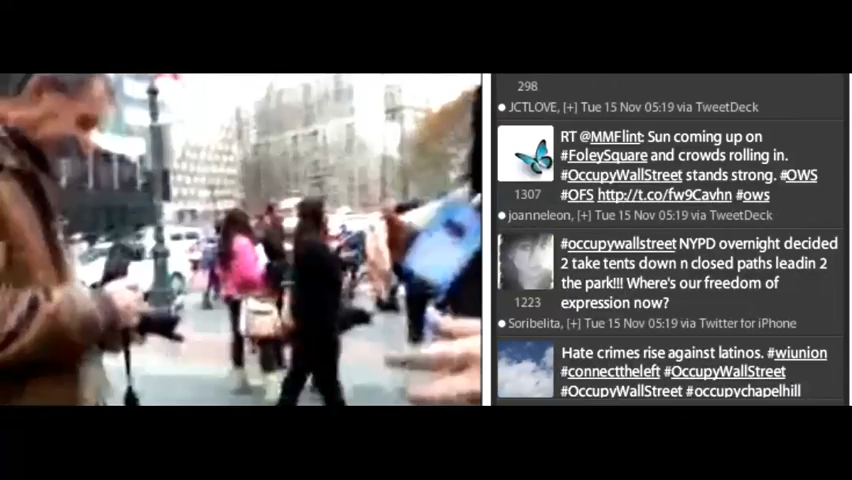 298
JCTLOVE, [+] Tue 15 Nov 05:19 via TweetDeck
RT @MMFlint: Sun coming up on
#FoleySquare and crowds rolling in.
#OccupyWallStreet stands strong. #OWS
1307
#OFS http://t.co/fw9Cavhn #ows
joanneleon, [+] Tue 15 Nov 05:19 via TweetDeck
#occupywallstreet NYPD overnight decided
2 take tents down n closed paths leadin 2
the park!!! Where's our freedom of
1223
expression now?
Soribelita, [+] Tue 15 Nov 05:19 via Twitter for iPhone
Hate crimes rise against latinos. #wiunion
#connecttheleft #OccupyWallStreet
#OccupyWallStreet #occupychapelhill